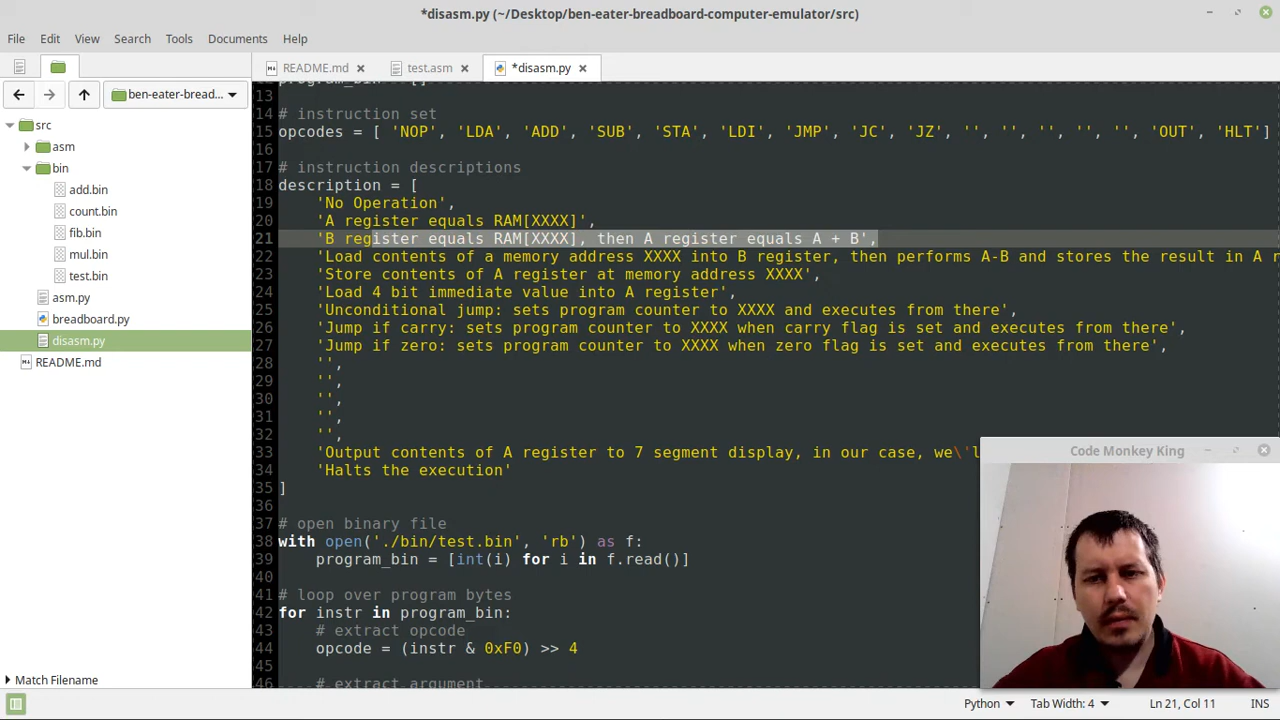 *disasm.py (~/Desktop/ben-eater-breadboard-computer-emulator/src)
File Edit View Search Tools Documents Help
README.md test.asm *disasm.py
ben-eater-bread...
src
asm
bin
add.bin
count.bin
fib.bin
mul.bin
test.bin
asm.py
breadboard.py
disasm.py
README.md
Match Filename
13
14 # instruction set
15 opcodes = [ 'NOP', 'LDA', 'ADD', 'SUB', 'STA', 'LDI', 'JMP', 'JC', 'JZ', '', '', '', '', '', 'OUT', 'HLT']
16
17 # instruction descriptions
18 description = [
19 'No Operation',
20 'A register equals RAM[XXXX]',
21 'B register equals RAM[XXXX], then A register equals A + B',
22 'Load contents of a memory address XXXX into B register, then performs A-B and stores the result in A r
23 'Store contents of A register at memory address XXXX',
24 'Load 4 bit immediate value into A register',
25 'Unconditional jump: sets program counter to XXXX and executes from there',
26 'Jump if carry: sets program counter to XXXX when carry flag is set and executes from there',
27 'Jump if zero: sets program counter to XXXX when zero flag is set and executes from there',
28 '',
29 '',
30 '',
31 '',
32 '',
33 'Output contents of A register to 7 segment display, in our case, we\'l
34 'Halts the execution'
35 ]
36
37 # open binary file
38 with open('./bin/test.bin', 'rb') as f:
39 program_bin = [int(i) for i in f.read()]
40
41 # loop over program bytes
42 for instr in program_bin:
43 # extract opcode
44 opcode = (instr & 0xF0) >> 4
45
46 # extract argument
Code Monkey King
Python Tab Width: 4 Ln 21, Col 11 INS